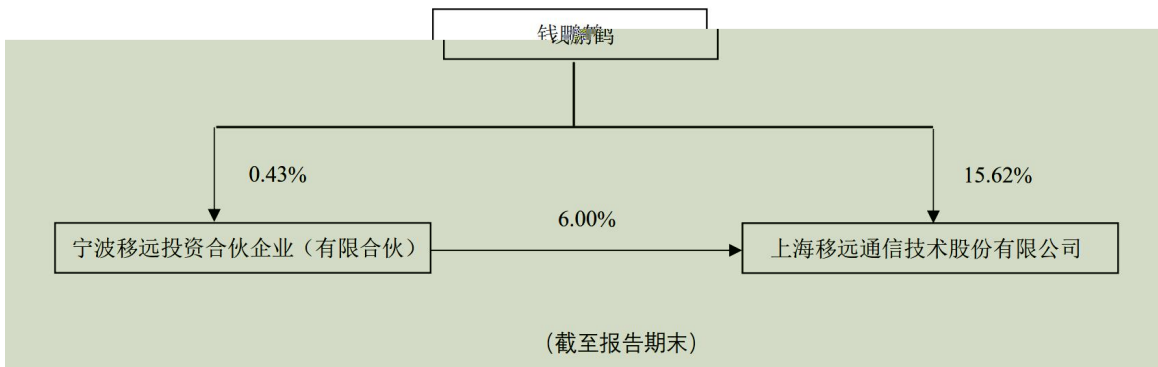 钱鹏鹤
0.43%
15.62%
6.00%
宁波移远投资合伙企业（有限合伙）
上海移远通信技术股份有限公司
（截至报告期末）